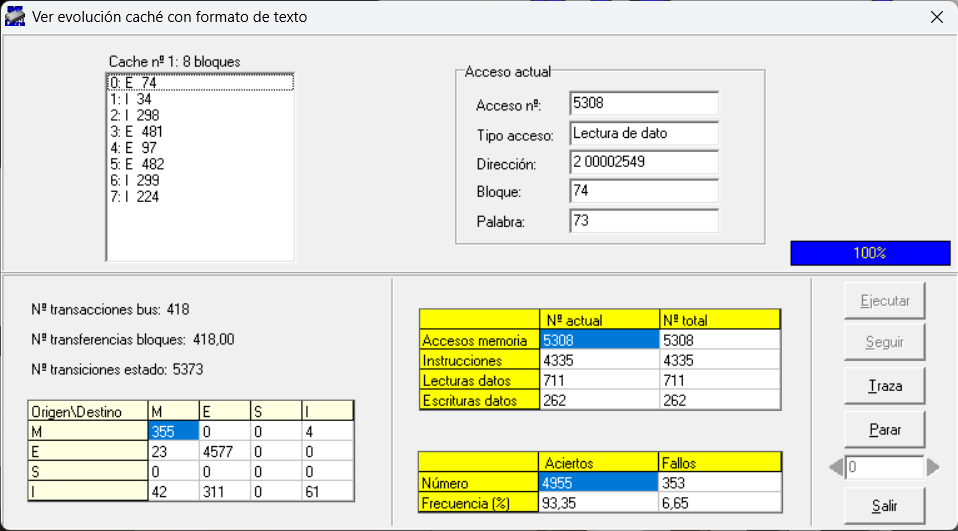 Ver evolución caché con formato de texto
Cache nº 1: 8 bloques
0: E 74
1: I 34
2: I 298
3: E 481
4: E 97
5: E 482
6: I 299
7: I 224
Acceso actual
Acceso nº: 5308
Tipo acceso: Lectura de dato
Dirección: 2 00002549
Bloque: 74
Palabra: 73
100%
Nº transacciones bus: 418
Nº transferencias bloques: 418,00
Nº transiciones estado: 5373
Origen\Destino M E S I
M 355 0 0 4
E 23 4577 0 0
S 0 0 0 0
I 42 311 0 61
Nº actual Nº total
Accesos memoria 5308 5308
Instrucciones 4335 4335
Lecturas datos 711 711
Escrituras datos 262 262
Aciertos Fallos
Número 4955 353
Frecuencia (%) 93,35 6,65
Ejecutar
Seguir
Traza
Parar
0
Salir